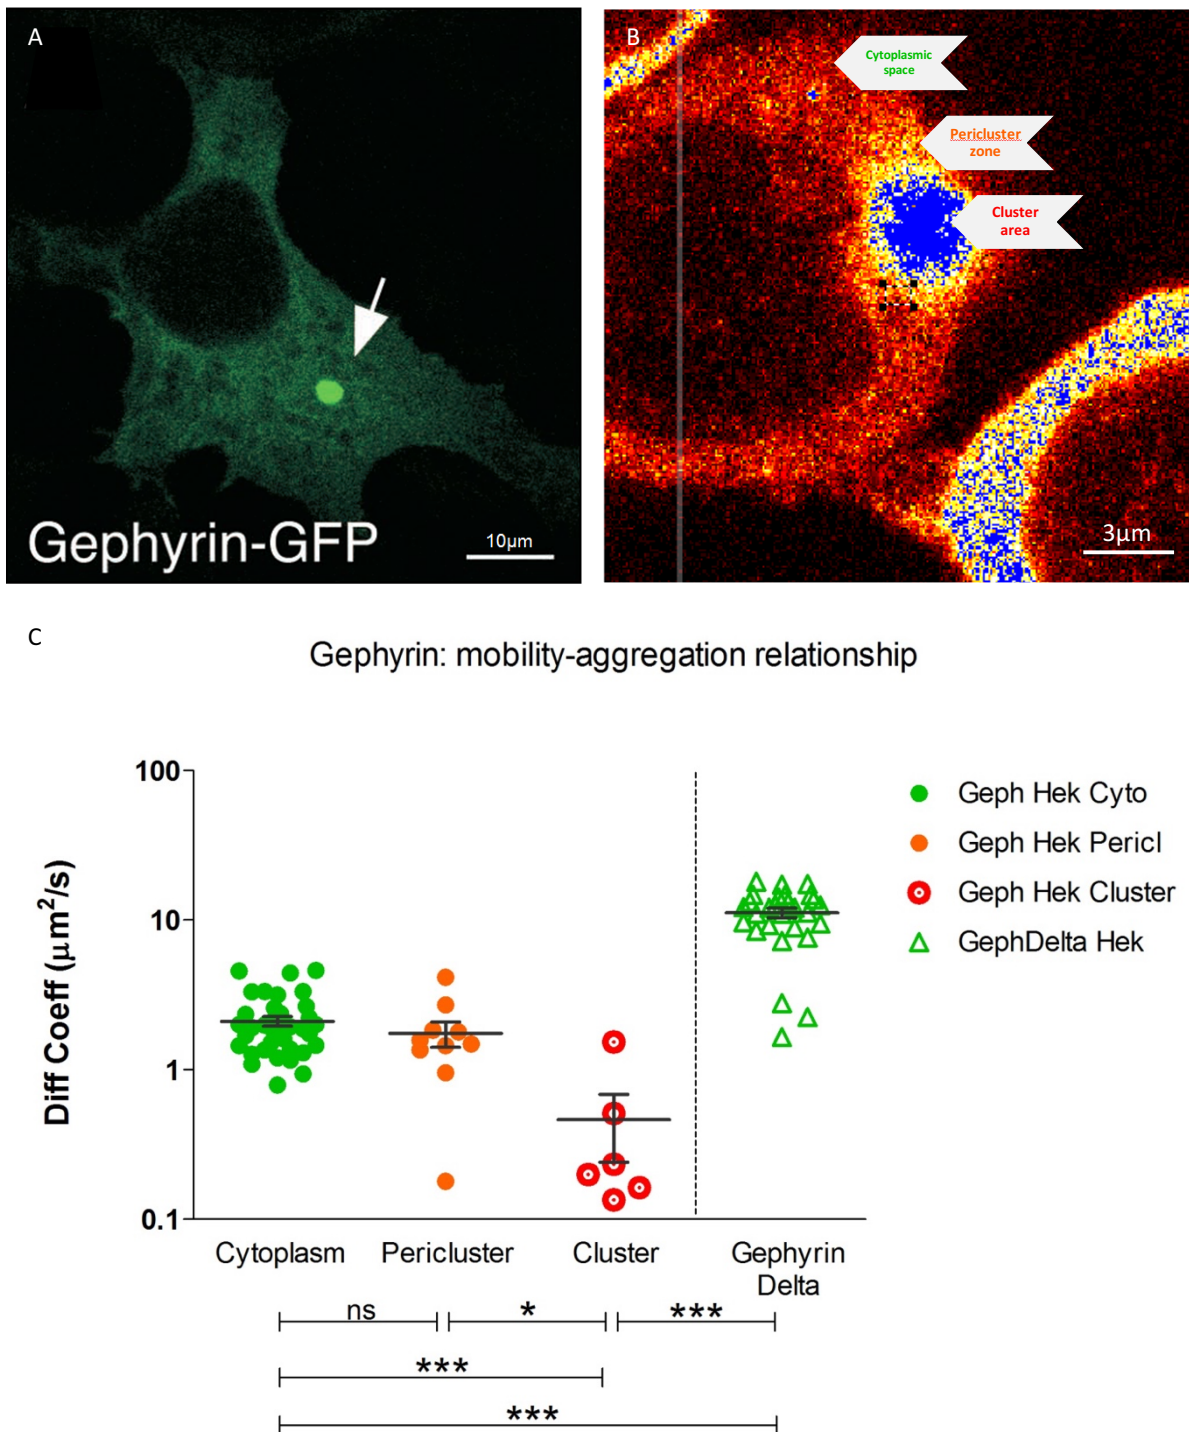 A
Gephyrin-GFP
10µm
B
Cytoplasmic
space
Pericluster
zone
Cluster
area
3µm
C
Gephyrin: mobility-aggregation relationship
Diff Coeff (µm²/s)
100
10
1
0.1
Geph Hek Cyto
Geph Hek Pericl
Geph Hek Cluster
GephDelta Hek
Cytoplasm
Pericluster
Cluster
Gephyrin
Delta
ns
*
***
***
***